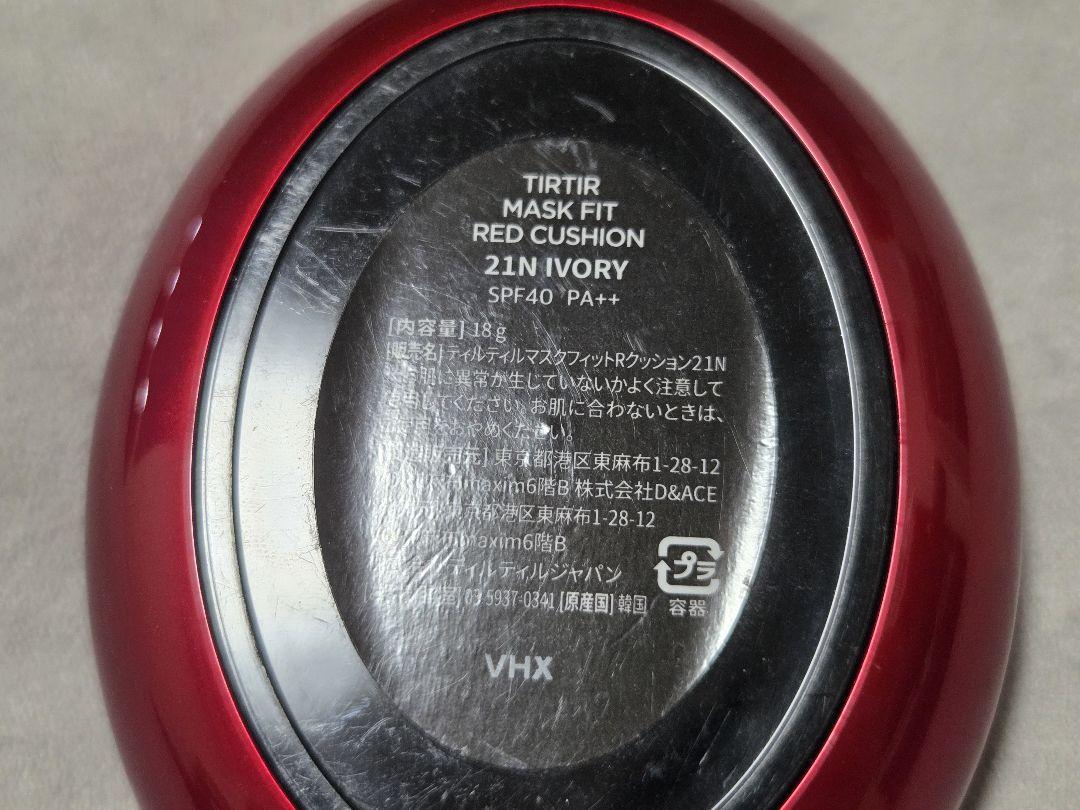 TIRTIR
MASK FIT
RED CUSHION
21N IVORY
SPF40 PA++
[内容量] 18g
[販売名] ティルティルマスクフィットRクッション21N
肌に異常が生じていないかよく注意して
してください。お肌に合わないときは、
おやめください。
元] 東京都港区東麻布1-28-12
maxim6階B 株式会社D&ACE
東京都港区東麻布1-28-12
maxim6階B
ティルティルジャパン
03-5937-0341 [原産国] 韓国
プラ
容器
VHX